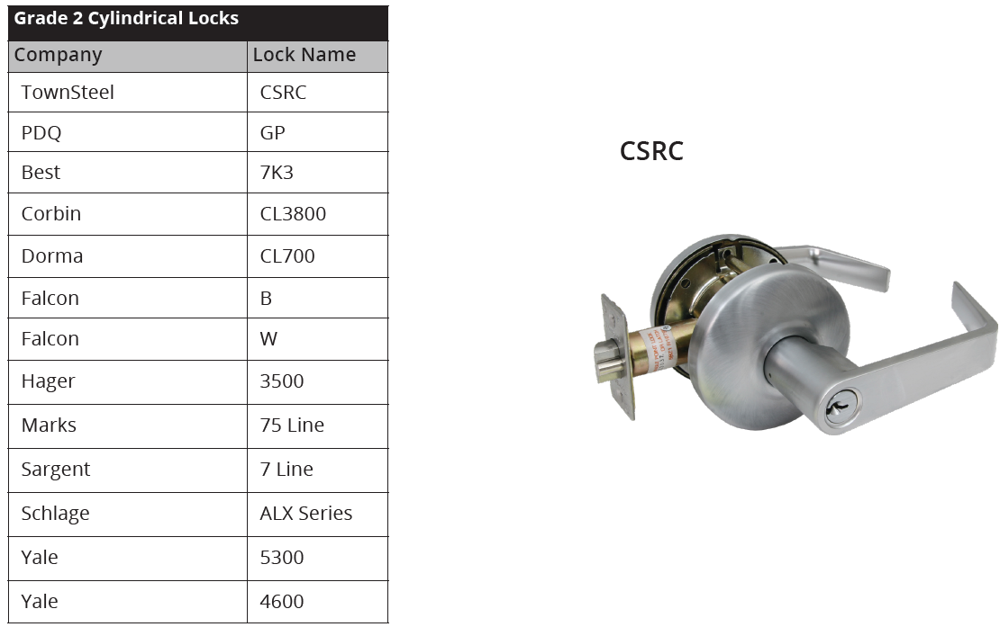 Grade 2 Cylindrical Locks
Company Lock Name
TownSteel CSRC
PDQ GP
Best 7K3
Corbin CL3800
Dorma CL700
Falcon B
Falcon W
Hager 3500
Marks 75 Line
Sargent 7 Line
Schlage ALX Series
Yale 5300
Yale 4600
CSRC